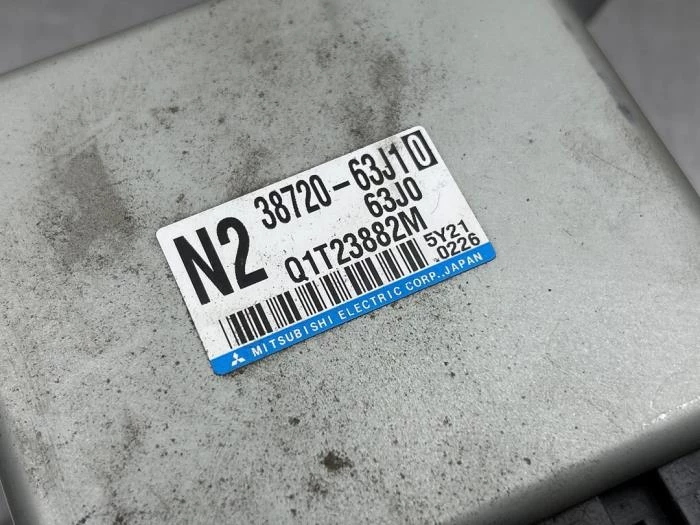 N2
38720-63J10
63J0
Q1T23882M
5Y21
0226
MITSUBISHI ELECTRIC CORP., JAPAN